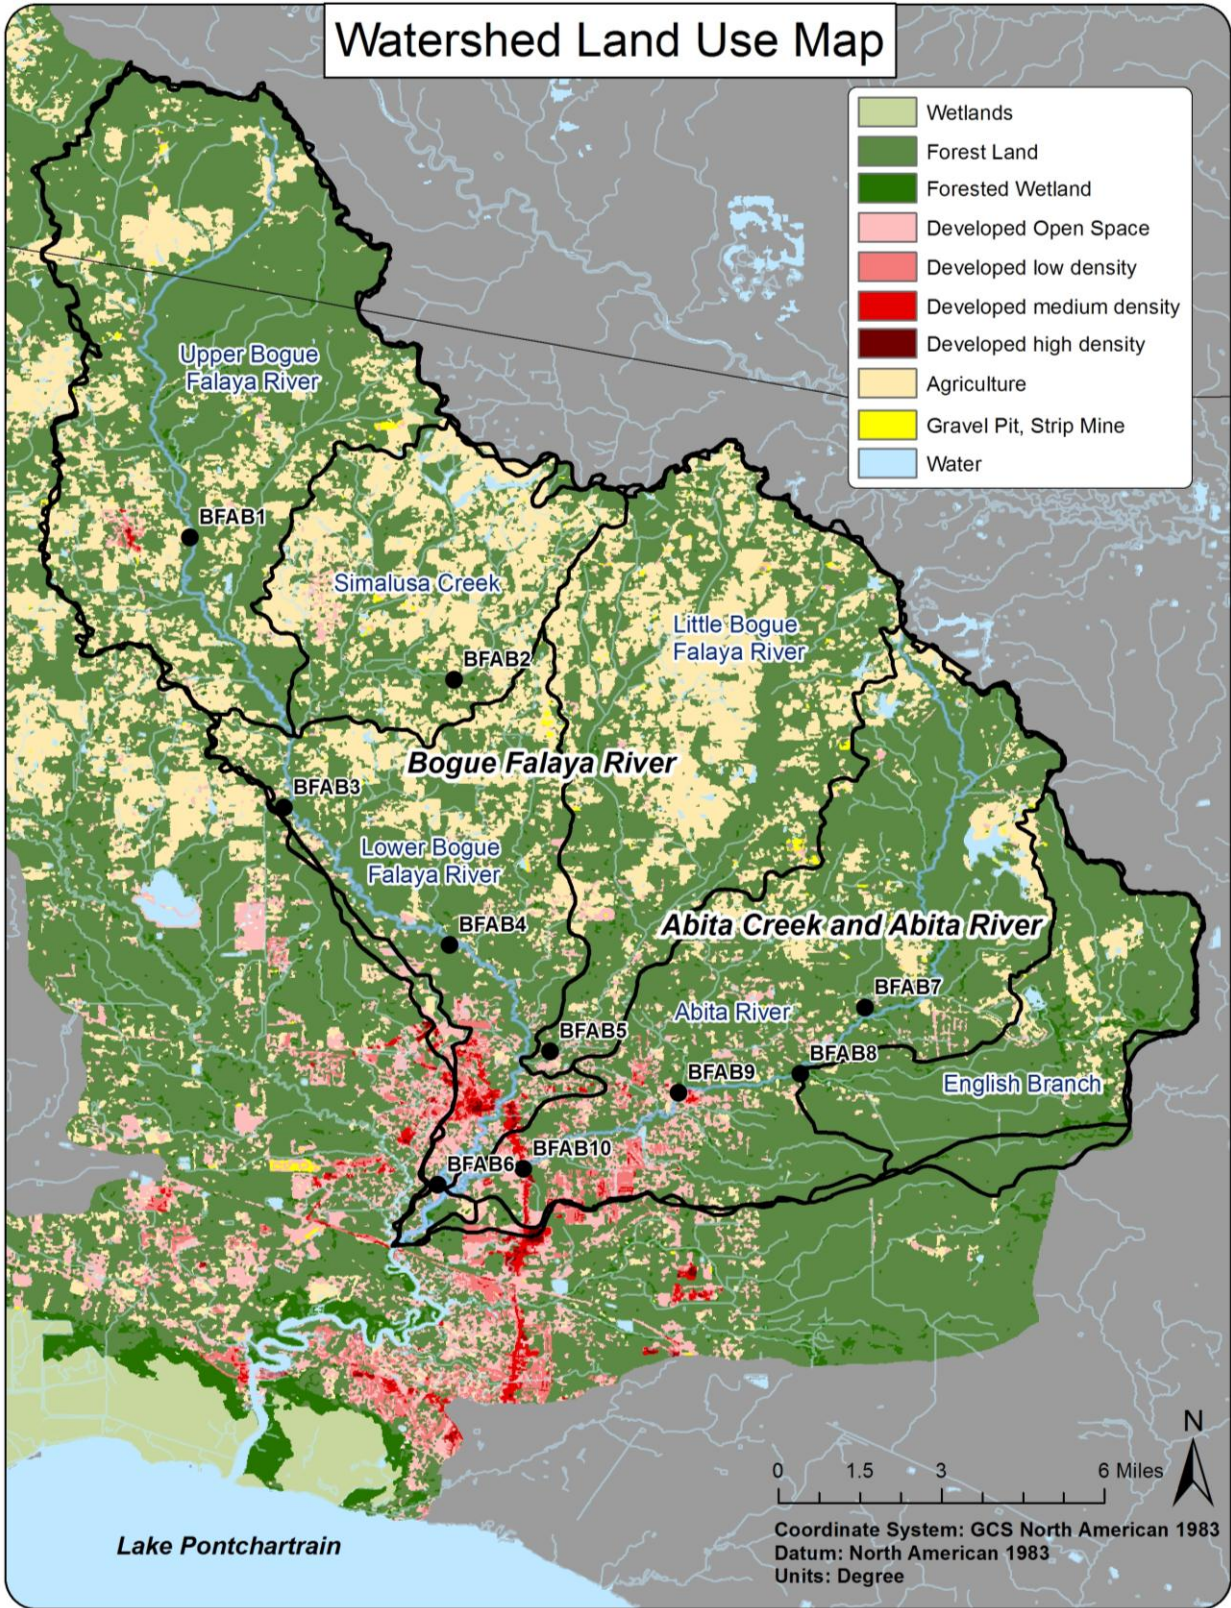 Watershed Land Use Map
Wetlands
Forest Land
Forested Wetland
Developed Open Space
Developed low density
Developed medium density
Developed high density
Agriculture
Gravel Pit, Strip Mine
Water
Upper Bogue
Falaya River
BFAB1
Simalusa Creek
Little Bogue
Falaya River
BFAB2
Bogue Falaya River
BFAB3
Lower Bogue
Falaya River
BFAB4
Abita Creek and Abita River
BFAB7
Abita River
BFAB5
BFAB8
BFAB9
English Branch
BFAB10
BFAB6
N
0 1.5 3 6 Miles
Coordinate System: GCS North American 1983
Datum: North American 1983
Units: Degree
Lake Pontchartrain